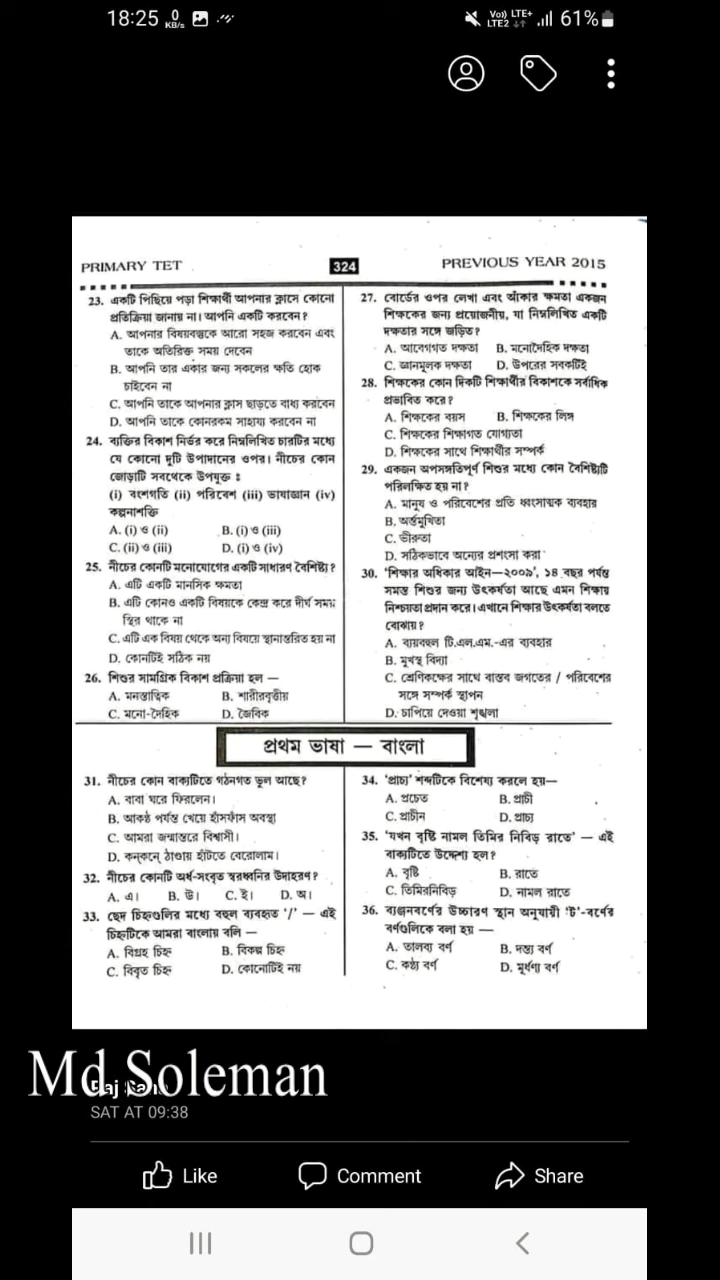 18:25 0 KB/s Vo)) LTE+ LTE2 61%
PRIMARY TET 324 PREVIOUS YEAR 2015
23. একটি পিছিয়ে পড়া শিক্ষার্থী আপনার ক্লাসে কোনো
প্রতিক্রিয়া জানায় না। আপনি একটি করবেন?
A. আপনার বিষয়বস্তুকে আরো সহজ করবেন এবং
তাকে অতিরিক্ত সময় দেবেন
B. আপনি তার একার জন্য সকলের ক্ষতি হোক
চাইবেন না
C. আপনি তাকে আপনার ক্লাস ছাড়তে বাধ্য করবেন
D. আপনি তাকে কোনরকম সাহায্য করবেন না
24. ব্যক্তির বিকাশ নির্ভর করে নিম্নলিখিত চারটির মধ্যে
যে কোনো দুটি উপাদানের ওপর। নীচের কোন
জোড়াটি সবথেকে উপযুক্ত :
(i) বংশগতি (ii) পরিবেশ (iii) ভাষাজ্ঞান (iv)
কল্পনাশক্তি
A. (i) ও (ii) B. (i) ও (iii)
C. (ii) ও (iii) D. (i) ও (iv)
25. নীচের কোনটি মনোযোগের একটি সাধারণ বৈশিষ্ট্য?
A. এটি একটি মানসিক ক্ষমতা
B. এটি কোনও একটি বিষয়কে কেন্দ্র করে দীর্ঘ সময়
স্থির থাকে না
C. এটি এক বিষয় থেকে অন্য বিষয়ে স্থানান্তরিত হয় না
D. কোনটিই সঠিক নয়
26. শিশুর সামগ্রিক বিকাশ প্রক্রিয়া হল —
A. মনস্তাত্ত্বিক B. শারীরবৃত্তীয়
C. মনো-দৈহিক D. জৈবিক
27. বোর্ডের ওপর লেখা এবং আঁকার ক্ষমতা একজন
শিক্ষকের জন্য প্রয়োজনীয়, যা নিম্নলিখিত একটি
দক্ষতার সঙ্গে জড়িত?
A. আবেগগত দক্ষতা B. মনোদৈহিক দক্ষতা
C. জ্ঞানমূলক দক্ষতা D. উপরের সবকটিই
28. শিক্ষকের কোন দিকটি শিক্ষার্থীর বিকাশকে সর্বাধিক
প্রভাবিত করে?
A. শিক্ষকের বয়স B. শিক্ষকের লিঙ্গ
C. শিক্ষকের শিক্ষাগত যোগ্যতা
D. শিক্ষকের সাথে শিক্ষার্থীর সম্পর্ক
29. একজন অপসঙ্গতিপূর্ণ শিশুর মধ্যে কোন বৈশিষ্ট্যটি
পরিলক্ষিত হয় না?
A. মানুষ ও পরিবেশের প্রতি ধ্বংসাত্মক ব্যবহার
B. অর্ন্তমুখিতা
C. ভীরুতা
D. সঠিকভাবে অন্যের প্রশংসা করা
30. ‘শিক্ষার অধিকার আইন—২০০৯’, ১৪ বছর পর্যন্ত
সমস্ত শিশুর জন্য উৎকর্ষতা আছে এমন শিক্ষায়
নিশ্চয়তা প্রদান করে। এখানে শিক্ষার উৎকর্ষতা বলতে
বোঝায়?
A. ব্যয়বহুল টি.এল.এম.-এর ব্যবহার
B. মুখস্থ বিদ্যা
C. শ্রেণিকক্ষের সাথে বাস্তব জগতের / পরিবেশের
সঙ্গে সম্পর্ক স্থাপন
D. চাপিয়ে দেওয়া শৃঙ্খলা
প্রথম ভাষা — বাংলা
31. নীচের কোন বাক্যটিতে গঠনগত ভুল আছে?
A. বাবা ঘরে ফিরলেন।
B. আকণ্ঠ পর্যন্ত খেয়ে হাঁসফাঁস অবস্থা
C. আমরা জন্মান্তরে বিশ্বাসী।
D. কন্‌কনে ঠাণ্ডায় হাঁটতে বেরোলাম।
32. নীচের কোনটি অর্ধ-সংবৃত স্বরধ্বনির উদাহরণ?
A. এ। B. উ। C. ই। D. অ।
33. ছেদ চিহ্নগুলির মধ্যে বহুল ব্যবহৃত ‘/’ — এই
চিহ্নটিকে আমরা বাংলায় বলি —
A. বিগ্রহ চিহ্ন B. বিকল্প চিহ্ন
C. বিবৃত চিহ্ন D. কোনোটিই নয়
34. ‘প্রাচ্য’ শব্দটিকে বিশেষ্য করলে হয়—
A. প্রচেত B. প্রাচী
C. প্রাচীন D. প্রাচ্য
35. ‘যখন বৃষ্টি নামল তিমির নিবিড় রাতে’ — এই
বাক্যটিতে উদ্দেশ্য হল?
A. বৃষ্টি B. রাতে
C. তিমিরনিবিড় D. নামল রাতে
36. ব্যঞ্জনবর্ণের উচ্চারণ স্থান অনুযায়ী ‘ট’-বর্ণের
বর্ণগুলিকে বলা হয় —
A. তালব্য বর্ণ B. দন্ত্য বর্ণ
C. কণ্ঠ্য বর্ণ D. মূর্ধণ্য বর্ণ
Md Soleman
SAT AT 09:38
Like Comment Share